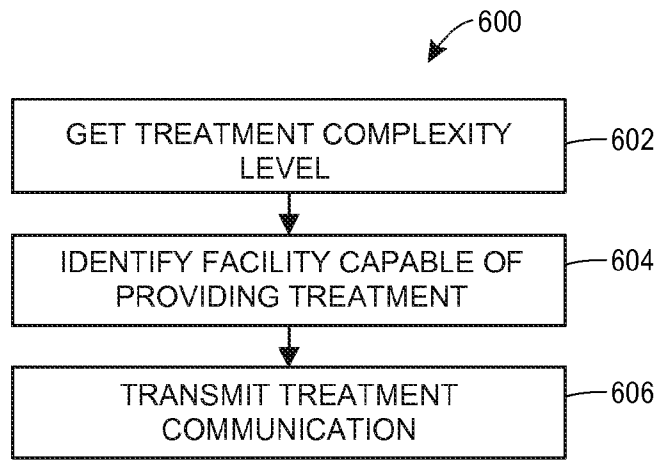 600
GET TREATMENT COMPLEXITY
LEVEL
602
IDENTIFY FACILITY CAPABLE OF
PROVIDING TREATMENT
604
TRANSMIT TREATMENT
COMMUNICATION
606